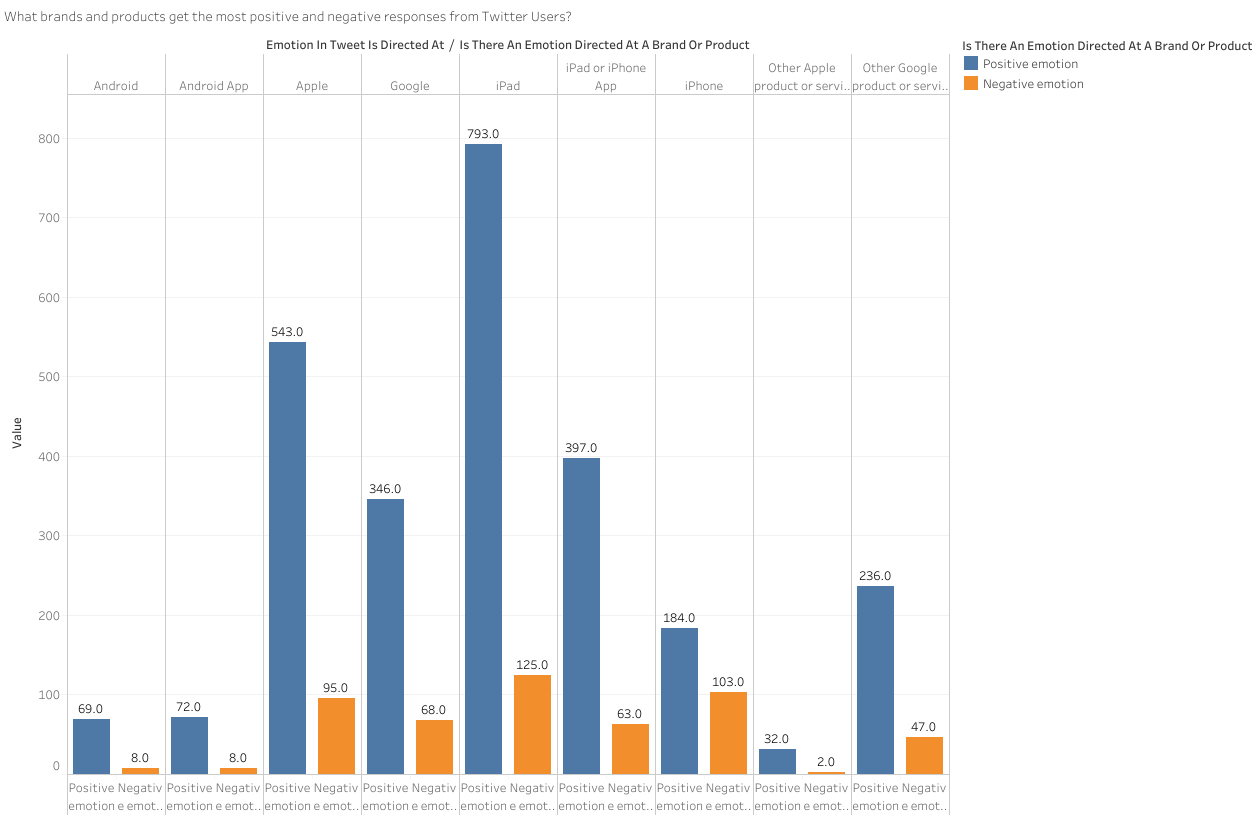 What brands and products get the most positive and negative responses from Twitter Users?
Emotion In Tweet Is Directed At / Is There An Emotion Directed At A Brand Or Product
Is There An Emotion Directed At A Brand Or Product
Positive emotion
Negative emotion
Android
Android App
Apple
Google
iPad
iPad or iPhone
App
iPhone
Other Apple
product or servi..
Other Google
product or servi..
Value
800
700
600
500
400
300
200
100
0
69.0
8.0
72.0
8.0
543.0
95.0
346.0
68.0
793.0
125.0
397.0
63.0
184.0
103.0
32.0
2.0
236.0
47.0
Positive Negativ Positive Negativ Positive Negativ Positive Negativ Positive Negativ Positive Negativ Positive Negativ Positive Negativ Positive Negativ
emotion e emot.. emotion e emot.. emotion e emot.. emotion e emot.. emotion e emot.. emotion e emot.. emotion e emot.. emotion e emot.. emotion e emot..